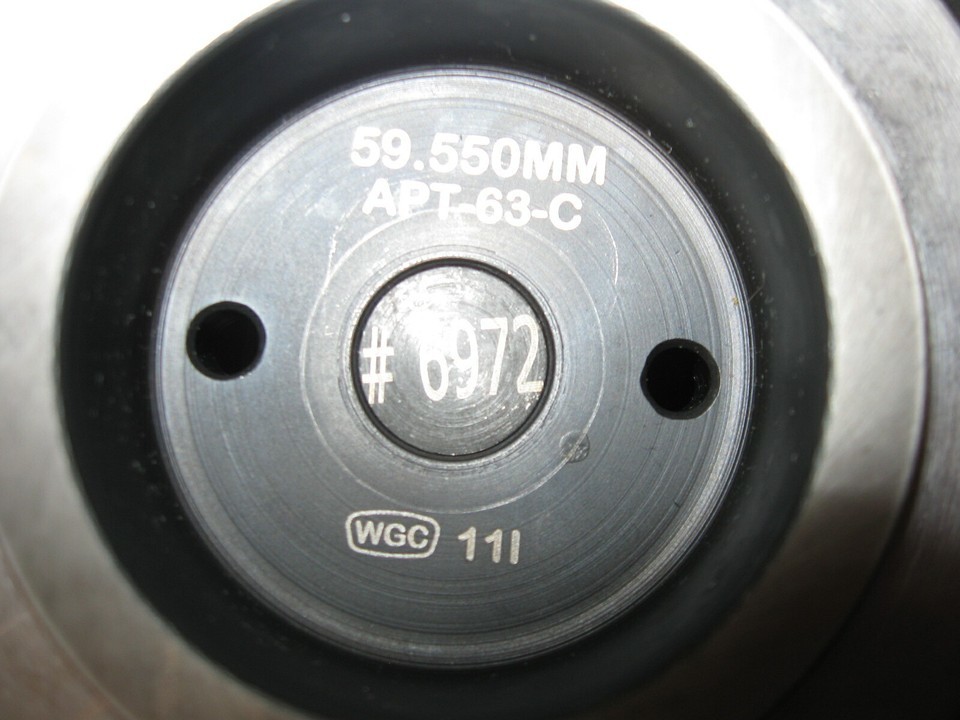 59.550MM
APT-63-C
# 6972
WGC 11I